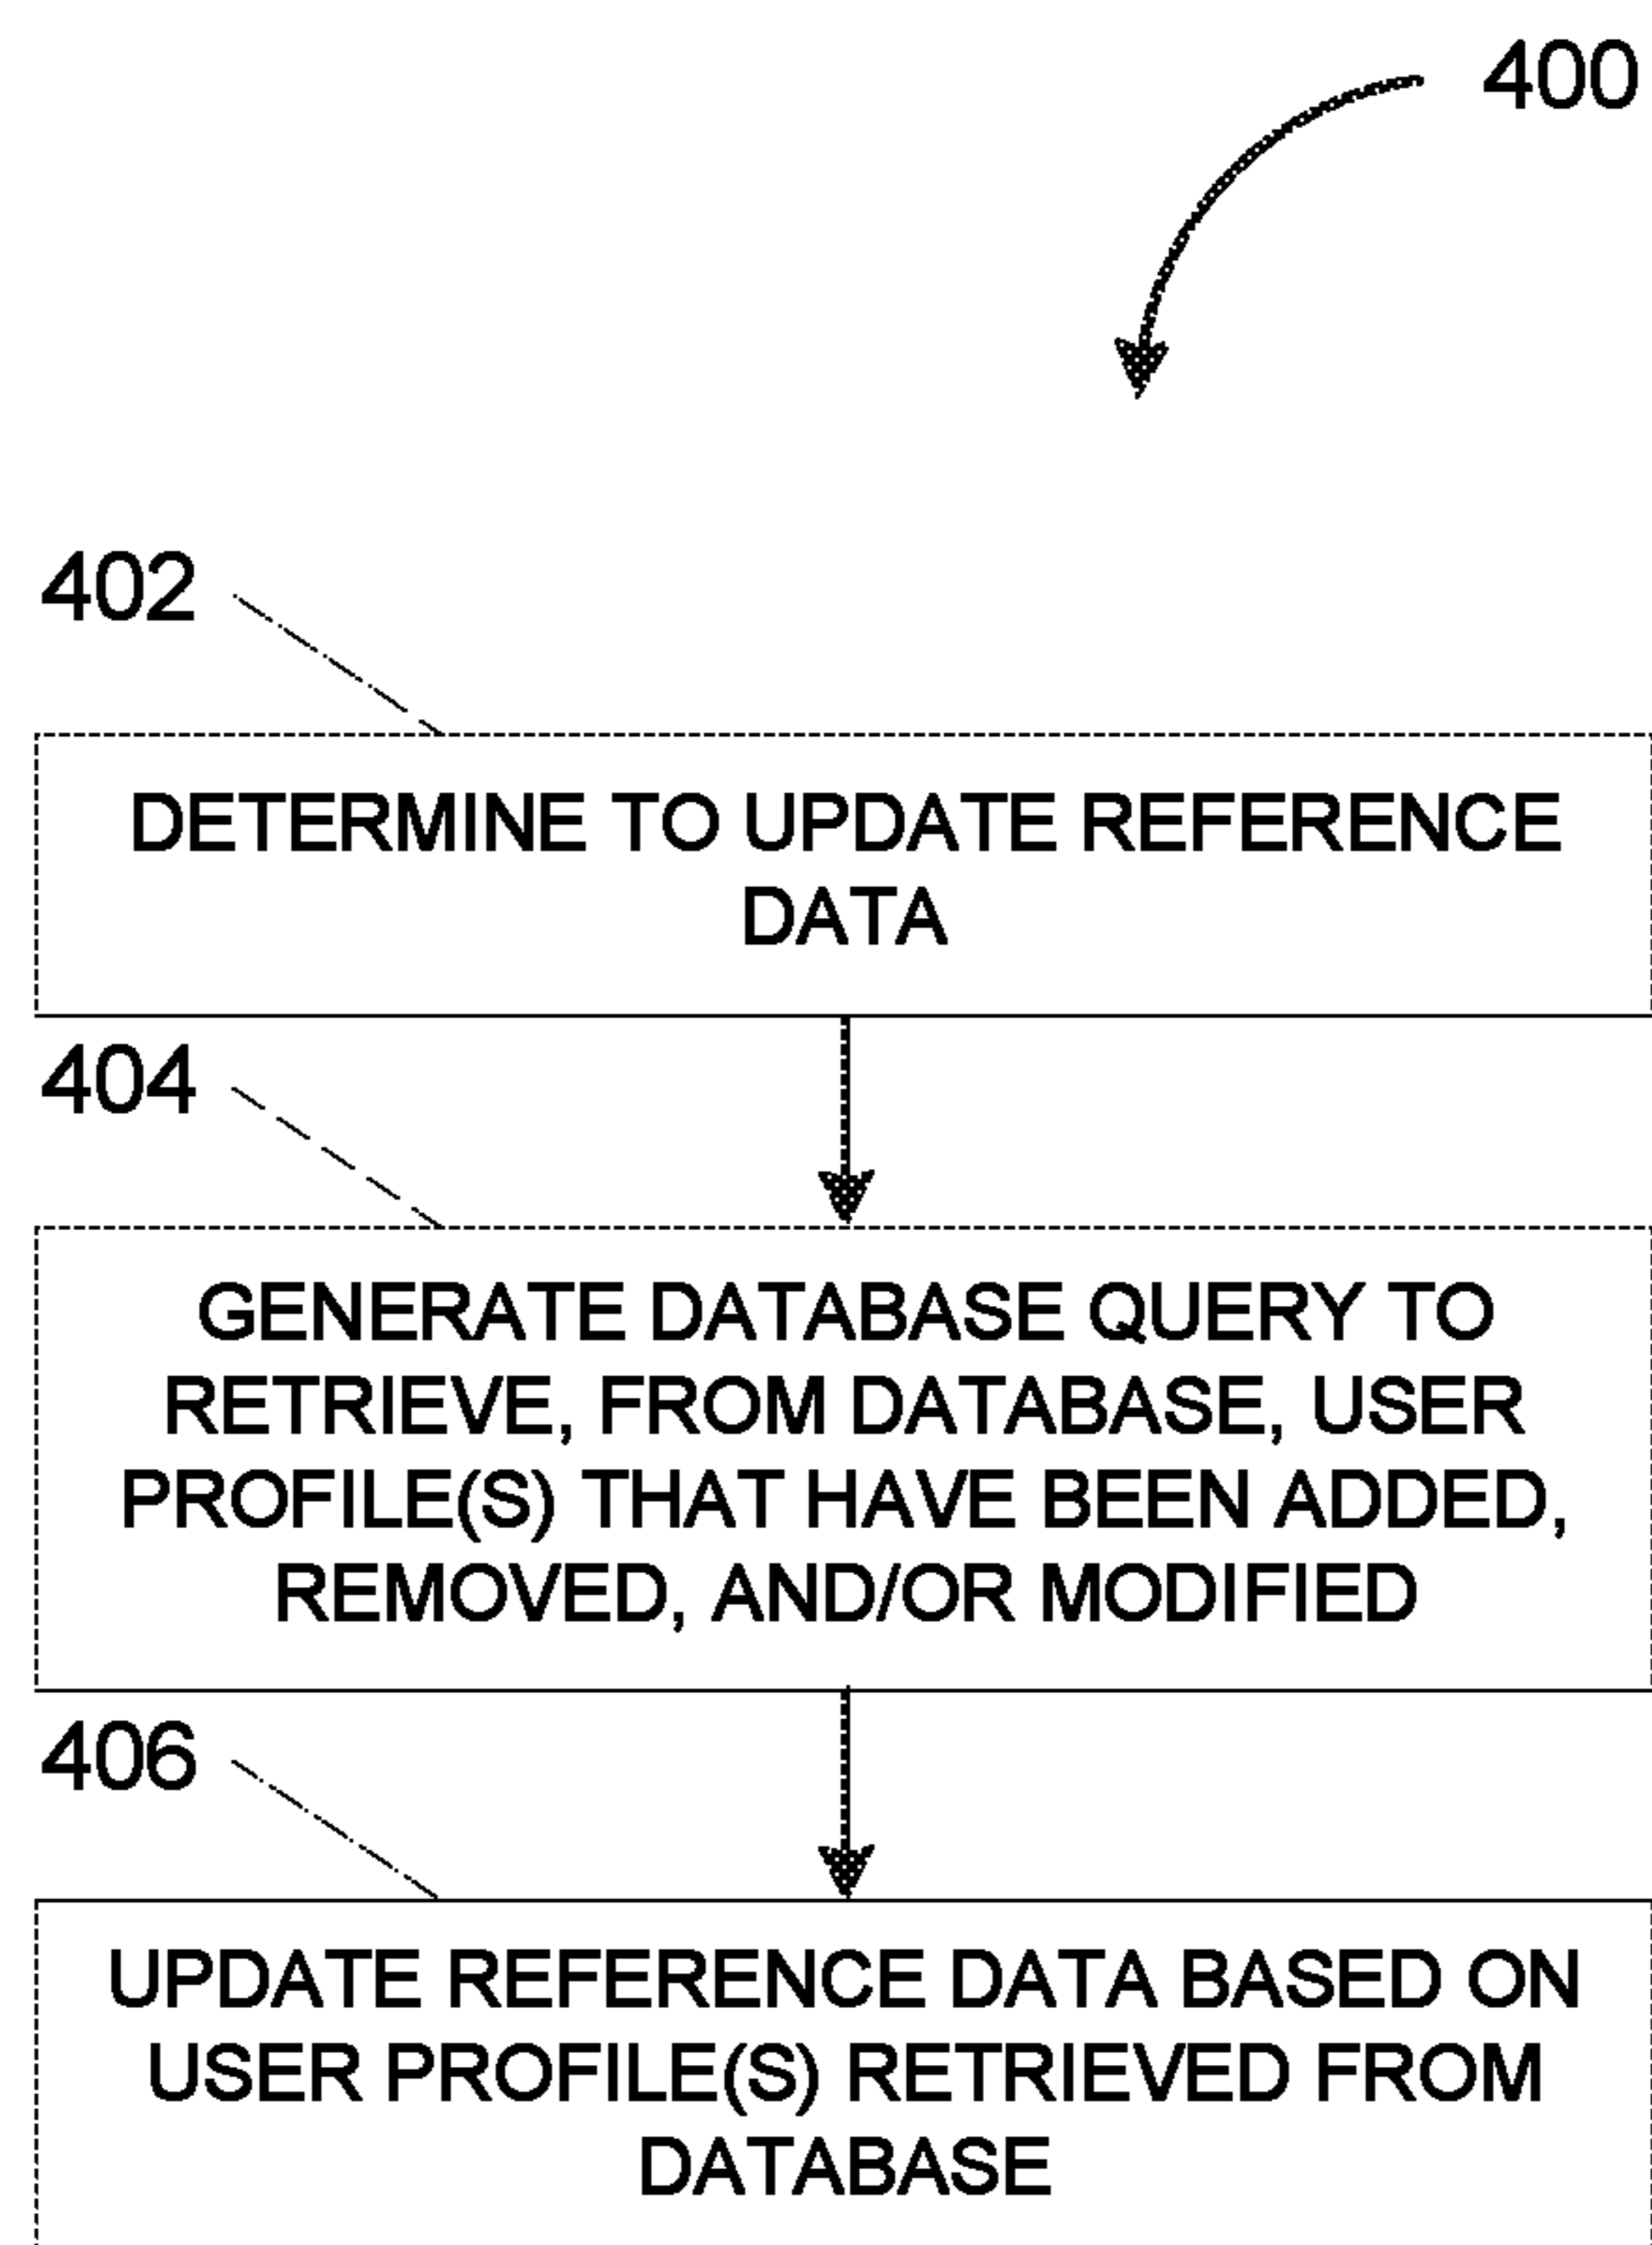 400
402
DETERMINE TO UPDATE REFERENCE
DATA
404
GENERATE DATABASE QUERY TO
RETRIEVE, FROM DATABASE, USER
PROFILE(S) THAT HAVE BEEN ADDED,
REMOVED, AND/OR MODIFIED
406
UPDATE REFERENCE DATA BASED ON
USER PROFILE(S) RETRIEVED FROM
DATABASE